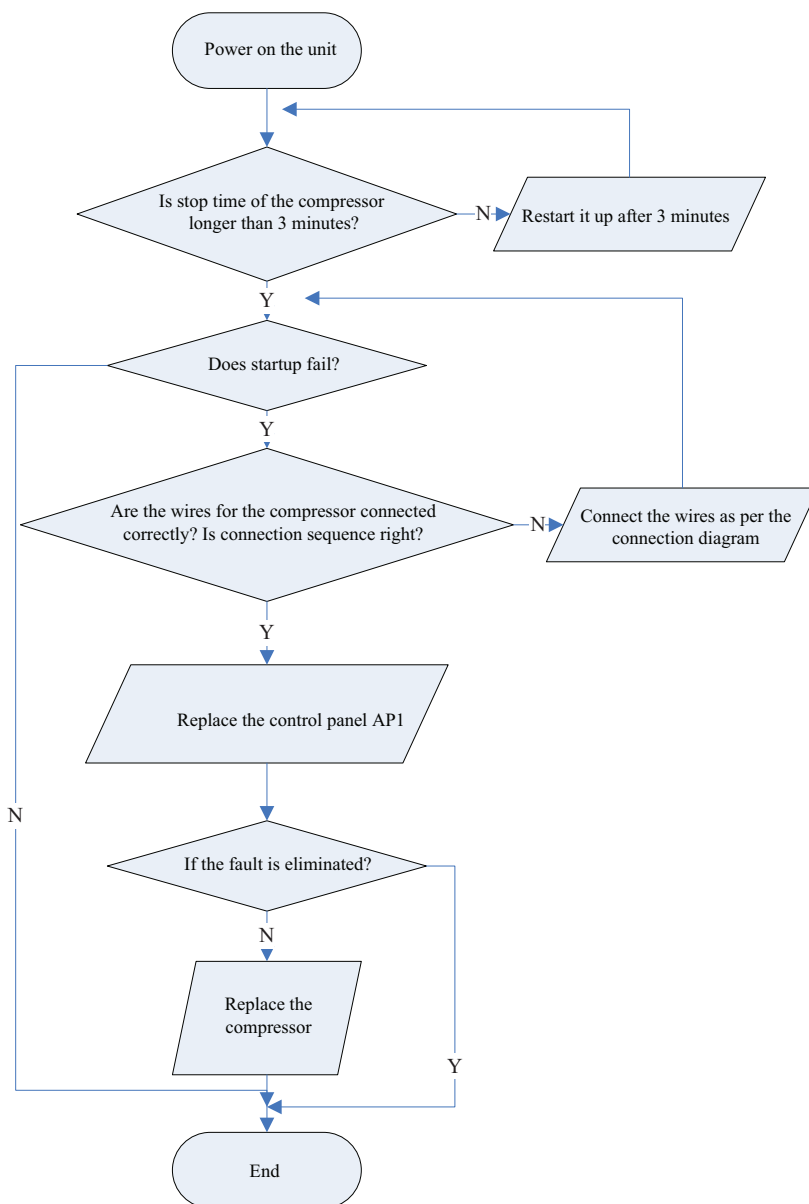 Power on the unit
Is stop time of the compressor
longer than 3 minutes?
N
Restart it up after 3 minutes
Y
Does startup fail?
Y
Are the wires for the compressor connected
correctly? Is connection sequence right?
N
Connect the wires as per the
connection diagram
Y
Replace the control panel AP1
N
If the fault is eliminated?
N
Replace the
compressor
Y
End